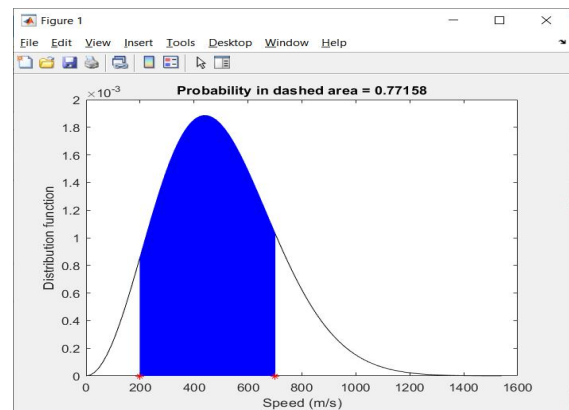 Figure 1
File Edit View Insert Tools Desktop Window Help
×10-3
Probability in dashed area = 0.77158
2
1.8
1.6
1.4
1.2
1
0.8
0.6
0.4
0.2
0
Distribution function
0 200 400 600 800 1000 1200 1400 1600
Speed (m/s)